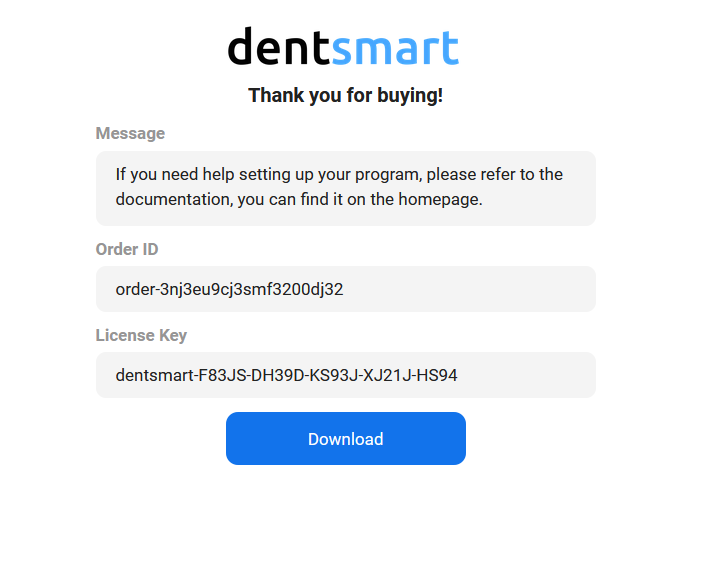 dentsmart
Thank you for buying!
Message
If you need help setting up your program, please refer to the
documentation, you can find it on the homepage.
Order ID
order-3nj3eu9cj3smf3200dj32
License Key
dentsmart-F83JS-DH39D-KS93J-XJ21J-HS94
Download